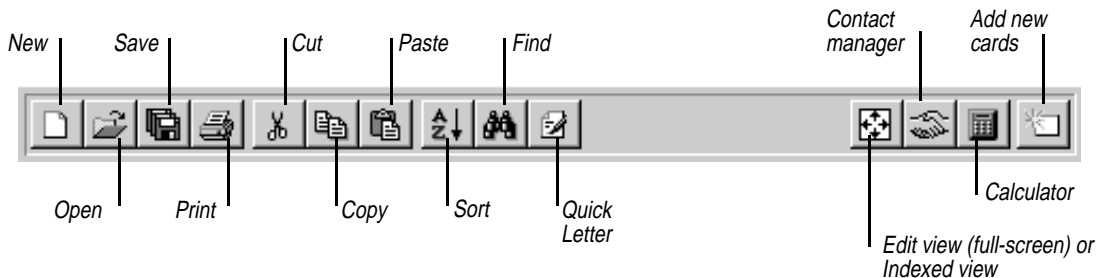 Contact
manager
Add new
cards
New
Save
Cut
Paste
Find
A
Z
Open
Print
Copy
Sort
Quick
Letter
Calculator
Edit view (full-screen) or
Indexed view